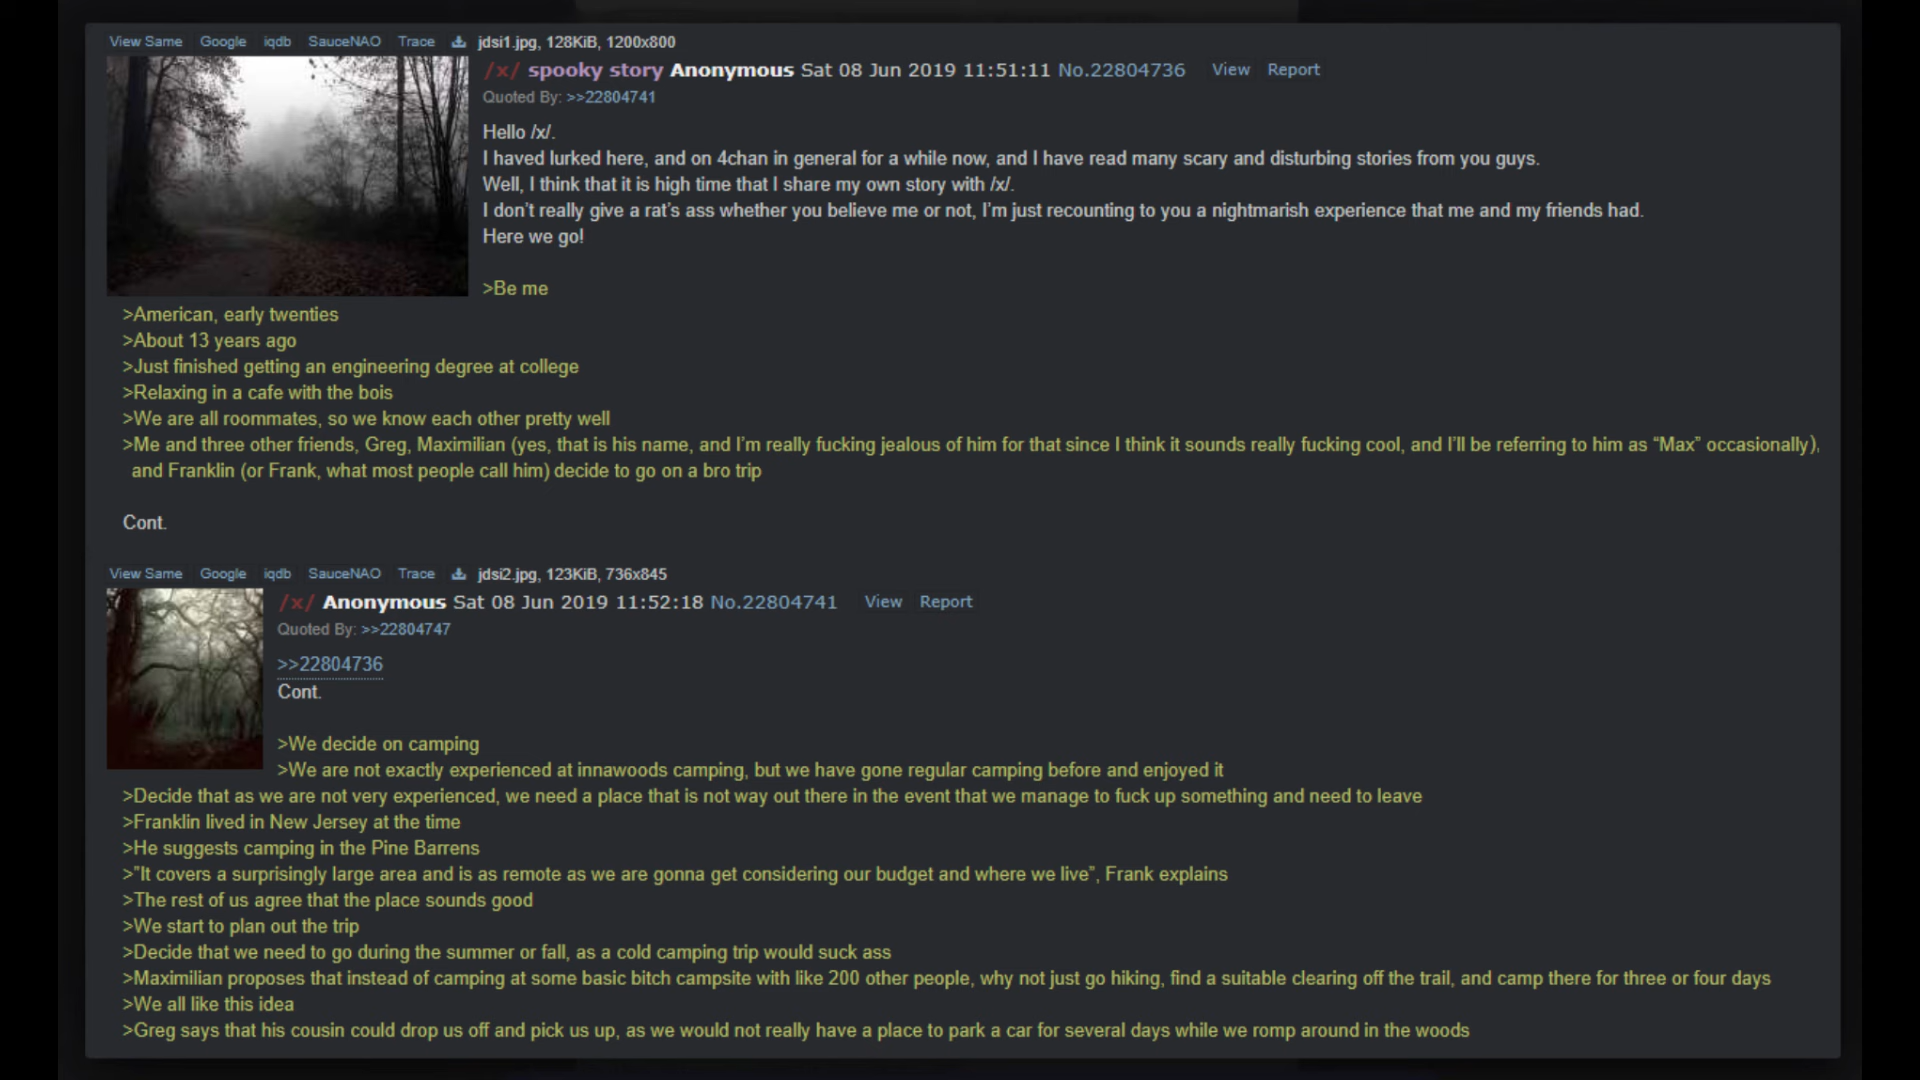 View Same Google iqdb SauceNAO Trace jdsi1.jpg, 128KiB, 1200x800
/x/ spooky story Anonymous Sat 08 Jun 2019 11:51:11 No.22804736 View Report
Quoted By: >>22804741
Hello /x/.
I haved lurked here, and on 4chan in general for a while now, and I have read many scary and disturbing stories from you guys.
Well, I think that it is high time that I share my own story with /x/.
I don't really give a rat's ass whether you believe me or not, I'm just recounting to you a nightmarish experience that me and my friends had.
Here we go!
>Be me
>American, early twenties
>About 13 years ago
>Just finished getting an engineering degree at college
>Relaxing in a cafe with the bois
>We are all roommates, so we know each other pretty well
>Me and three other friends, Greg, Maximilian (yes, that is his name, and I'm really fucking jealous of him for that since I think it sounds really fucking cool, and I'll be referring to him as “Max” occasionally),
and Franklin (or Frank, what most people call him) decide to go on a bro trip
Cont.
View Same Google iqdb SauceNAO Trace jdsi2.jpg, 123KiB, 736x845
/x/ Anonymous Sat 08 Jun 2019 11:52:18 No.22804741 View Report
Quoted By: >>22804747
>>22804736
Cont.
>We decide on camping
>We are not exactly experienced at innawoods camping, but we have gone regular camping before and enjoyed it
>Decide that as we are not very experienced, we need a place that is not way out there in the event that we manage to fuck up something and need to leave
>Franklin lived in New Jersey at the time
>He suggests camping in the Pine Barrens
>”It covers a surprisingly large area and is as remote as we are gonna get considering our budget and where we live”, Frank explains
>The rest of us agree that the place sounds good
>We start to plan out the trip
>Decide that we need to go during the summer or fall, as a cold camping trip would suck ass
>Maximilian proposes that instead of camping at some basic bitch campsite with like 200 other people, why not just go hiking, find a suitable clearing off the trail, and camp there for three or four days
>We all like this idea
>Greg says that his cousin could drop us off and pick us up, as we would not really have a place to park a car for several days while we romp around in the woods